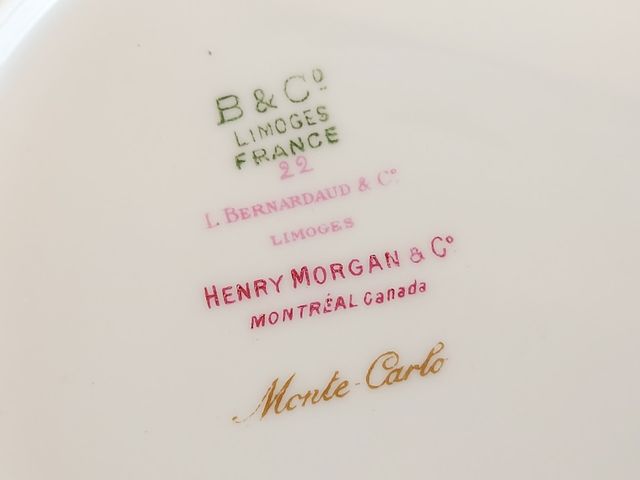 B & Cº
LIMOGES
FRANCE
22
L. BERNARDAUD & Cº
LIMOGES
HENRY MORGAN & Cº
MONTRÉAL Canada
Monte-Carlo